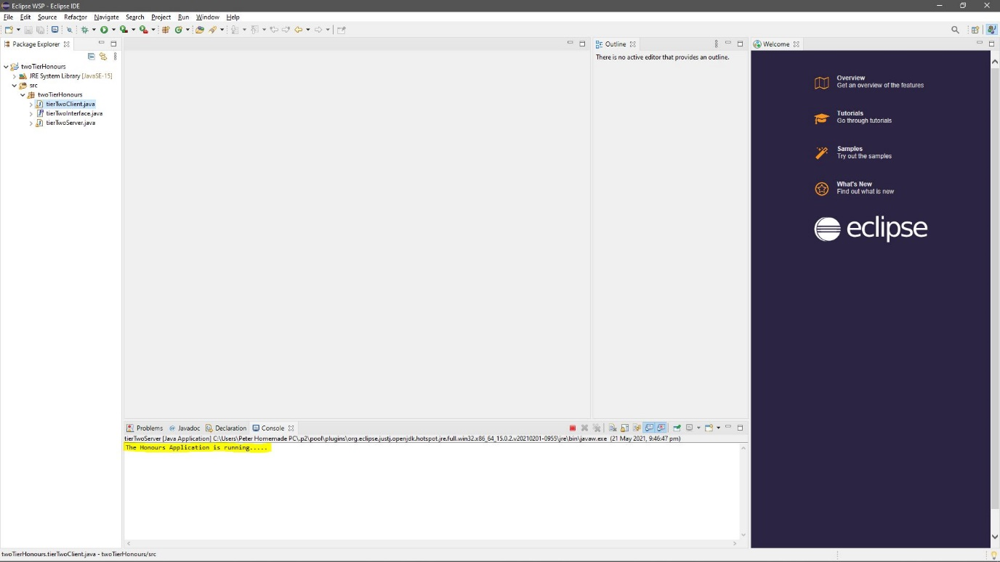 Eclipse WSP - Eclipse IDE
File Edit Source Refactor Navigate Search Project Run Window Help
Package Explorer
twoTierHonours
JRE System Library [JavaSE-15]
src
twoTierHonours
tierTwoClient.java
tierTwoInterface.java
tierTwoServer.java
Outline
There is no active editor that provides an outline.
Welcome
Overview
Get an overview of the features
Tutorials
Go through tutorials
Samples
Try out the samples
What's New
Find out what is new
eclipse
Problems Javadoc Declaration Console
tierTwoServer [Java Application] C:\Users\Peter Homemade PC\.p2\pool\plugins\org.eclipse.justj.openjdk.hotspot.jre.full.win32.x86_64_15.0.2.v20210201-0955\jre\bin\javaw.exe (21 May 2021, 9:46:47 pm)
The Honours Application is running.....
twoTierHonours.tierTwoClient.java - twoTierHonours/src